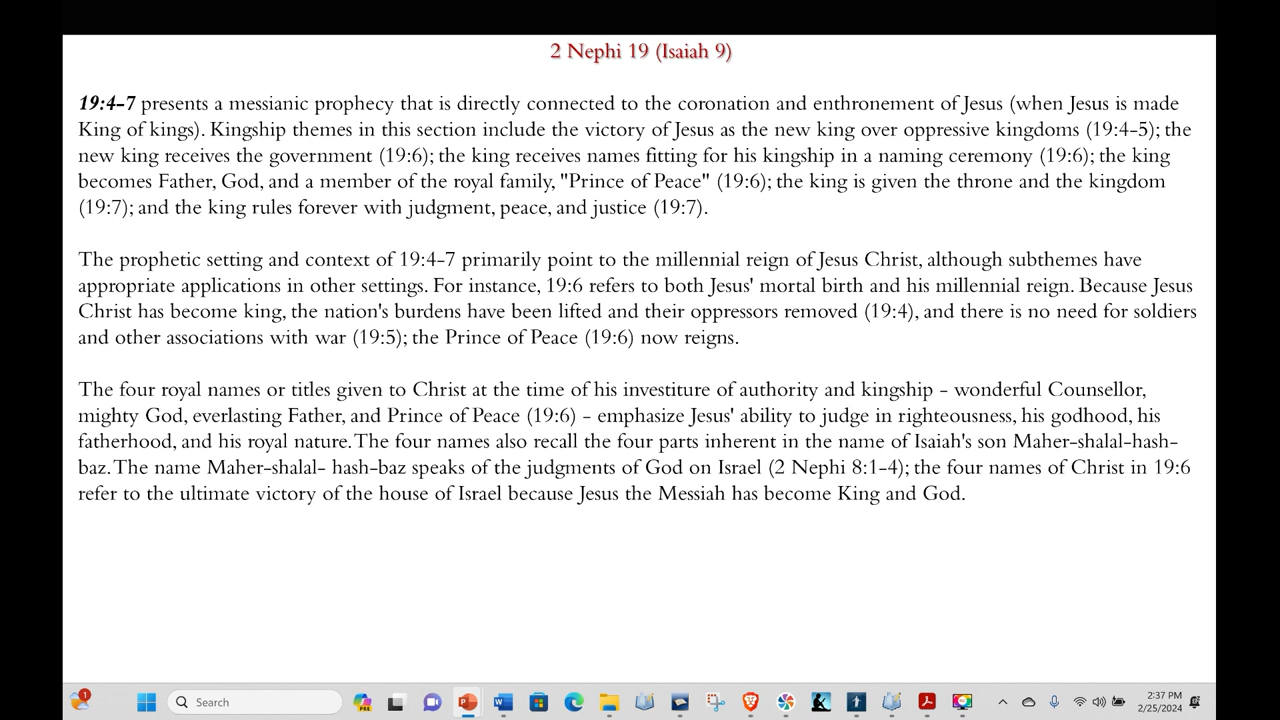 2 Nephi 19 (Isaiah 9)
19:4-7 presents a messianic prophecy that is directly connected to the coronation and enthronement of Jesus (when Jesus is made
King of kings). Kingship themes in this section include the victory of Jesus as the new king over oppressive kingdoms (19:4-5); the
new king receives the government (19:6); the king receives names fitting for his kingship in a naming ceremony (19:6); the king
becomes Father, God, and a member of the royal family, "Prince of Peace" (19:6); the king is given the throne and the kingdom
(19:7); and the king rules forever with judgment, peace, and justice (19:7).
The prophetic setting and context of 19:4-7 primarily point to the millennial reign of Jesus Christ, although subthemes have
appropriate applications in other settings. For instance, 19:6 refers to both Jesus' mortal birth and his millennial reign. Because Jesus
Christ has become king, the nation's burdens have been lifted and their oppressors removed (19:4), and there is no need for soldiers
and other associations with war (19:5); the Prince of Peace (19:6) now reigns.
The four royal names or titles given to Christ at the time of his investiture of authority and kingship - wonderful Counsellor,
mighty God, everlasting Father, and Prince of Peace (19:6) - emphasize Jesus' ability to judge in righteousness, his godhood, his
fatherhood, and his royal nature. The four names also recall the four parts inherent in the name of Isaiah's son Maher-shalal-hash-
baz. The name Maher-shalal- hash-baz speaks of the judgments of God on Israel (2 Nephi 8:1-4); the four names of Christ in 19:6
refer to the ultimate victory of the house of Israel because Jesus the Messiah has become King and God.
1
Search
PRE
2:37 PM
2/25/2024